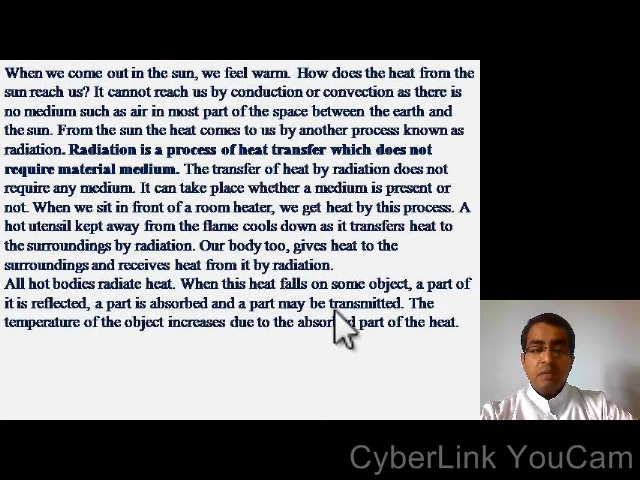 When we come out in the sun, we feel warm. How does the heat from the
sun reach us? It cannot reach us by conduction or convection as there is
no medium such as air in most part of the space between the earth and
the sun. From the sun the heat comes to us by another process known as
radiation. Radiation is a process of heat transfer which does not
require material medium. The transfer of heat by radiation does not
require any medium. It can take place whether a medium is present or
not. When we sit in front of a room heater, we get heat by this process. A
hot utensil kept away from the flame cools down as it transfers heat to
the surroundings by radiation. Our body too, gives heat to the
surroundings and receives heat from it by radiation.
All hot bodies radiate heat. When this heat falls on some object, a part of
it is reflected, a part is absorbed and a part may be transmitted. The
temperature of the object increases due to the absorbed part of the heat.
CyberLink YouCam